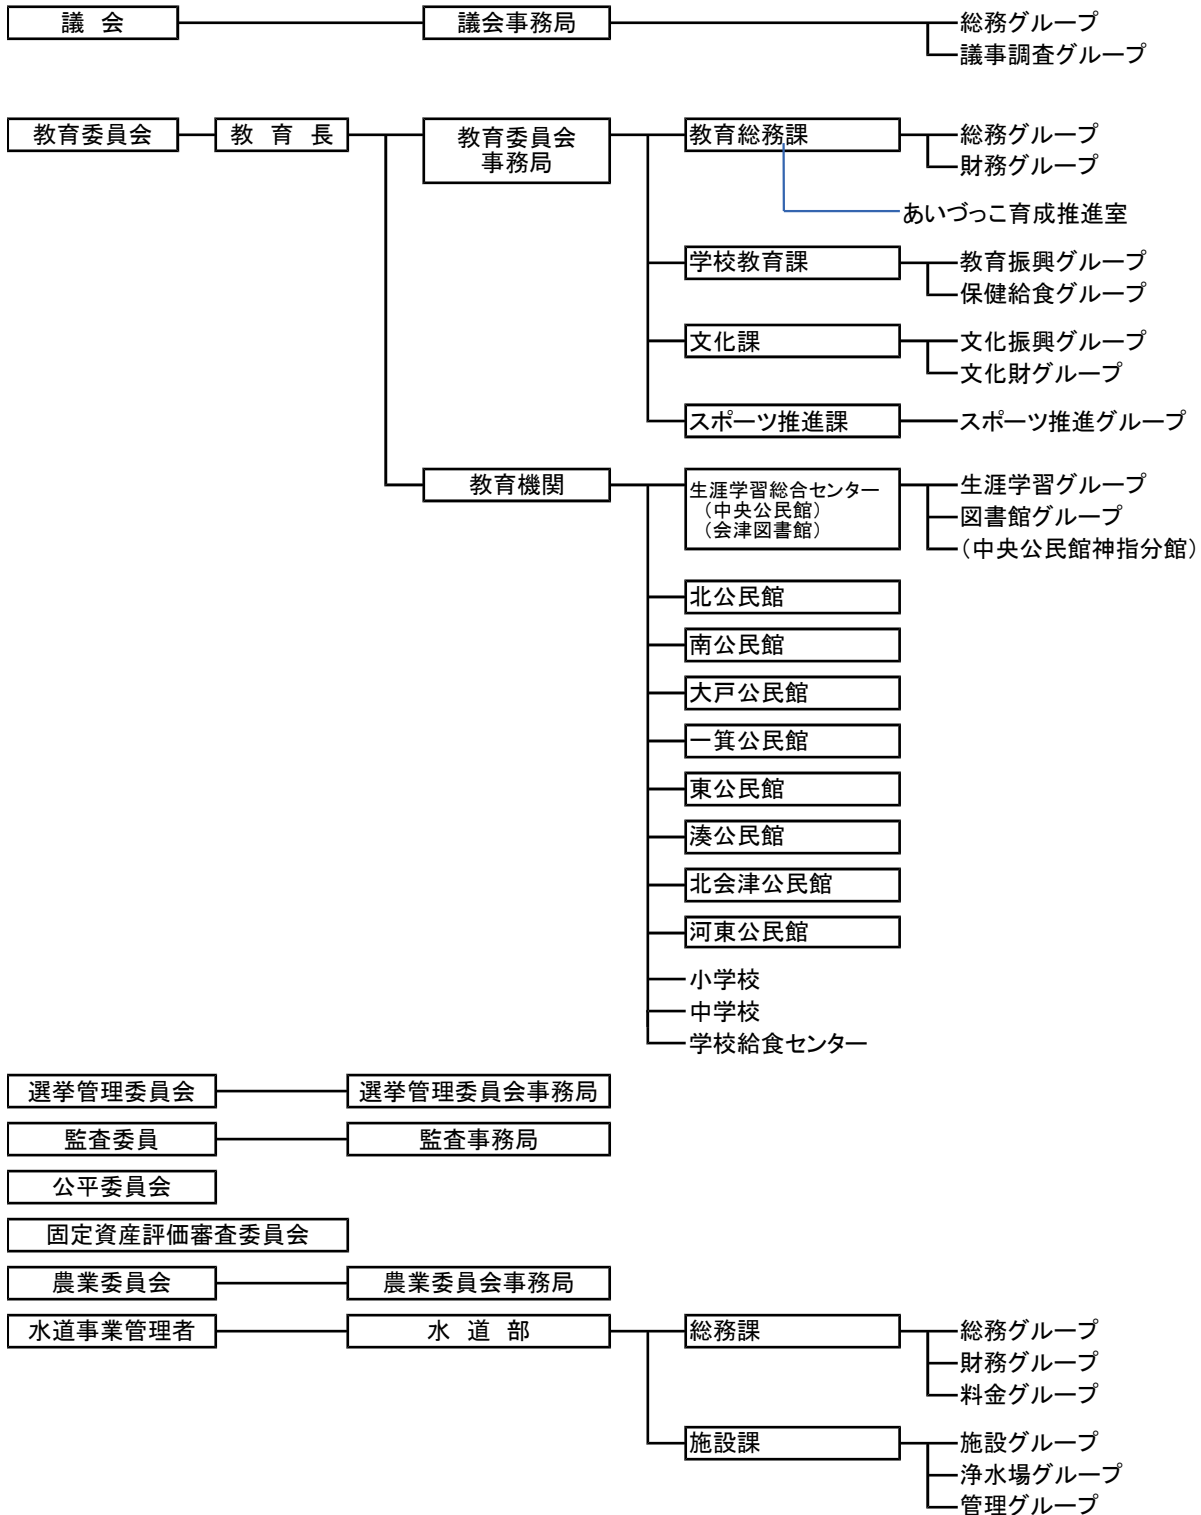 議 会
議会事務局
総務グループ
議事調査グループ
教育委員会
教 育 長
教育委員会
事務局
教育総務課
総務グループ
財務グループ
あいづっこ育成推進室
学校教育課
教育振興グループ
保健給食グループ
文化課
文化振興グループ
文化財グループ
スポーツ推進課
スポーツ推進グループ
教育機関
生涯学習総合センター
（中央公民館）
（会津図書館）
生涯学習グループ
図書館グループ
（中央公民館神指分館）
北公民館
南公民館
大戸公民館
一箕公民館
東公民館
湊公民館
北会津公民館
河東公民館
小学校
中学校
学校給食センター
選挙管理委員会
選挙管理委員会事務局
監査委員
監査事務局
公平委員会
固定資産評価審査委員会
農業委員会
農業委員会事務局
水道事業管理者
水 道 部
総務課
総務グループ
財務グループ
料金グループ
施設課
施設グループ
浄水場グループ
管理グループ